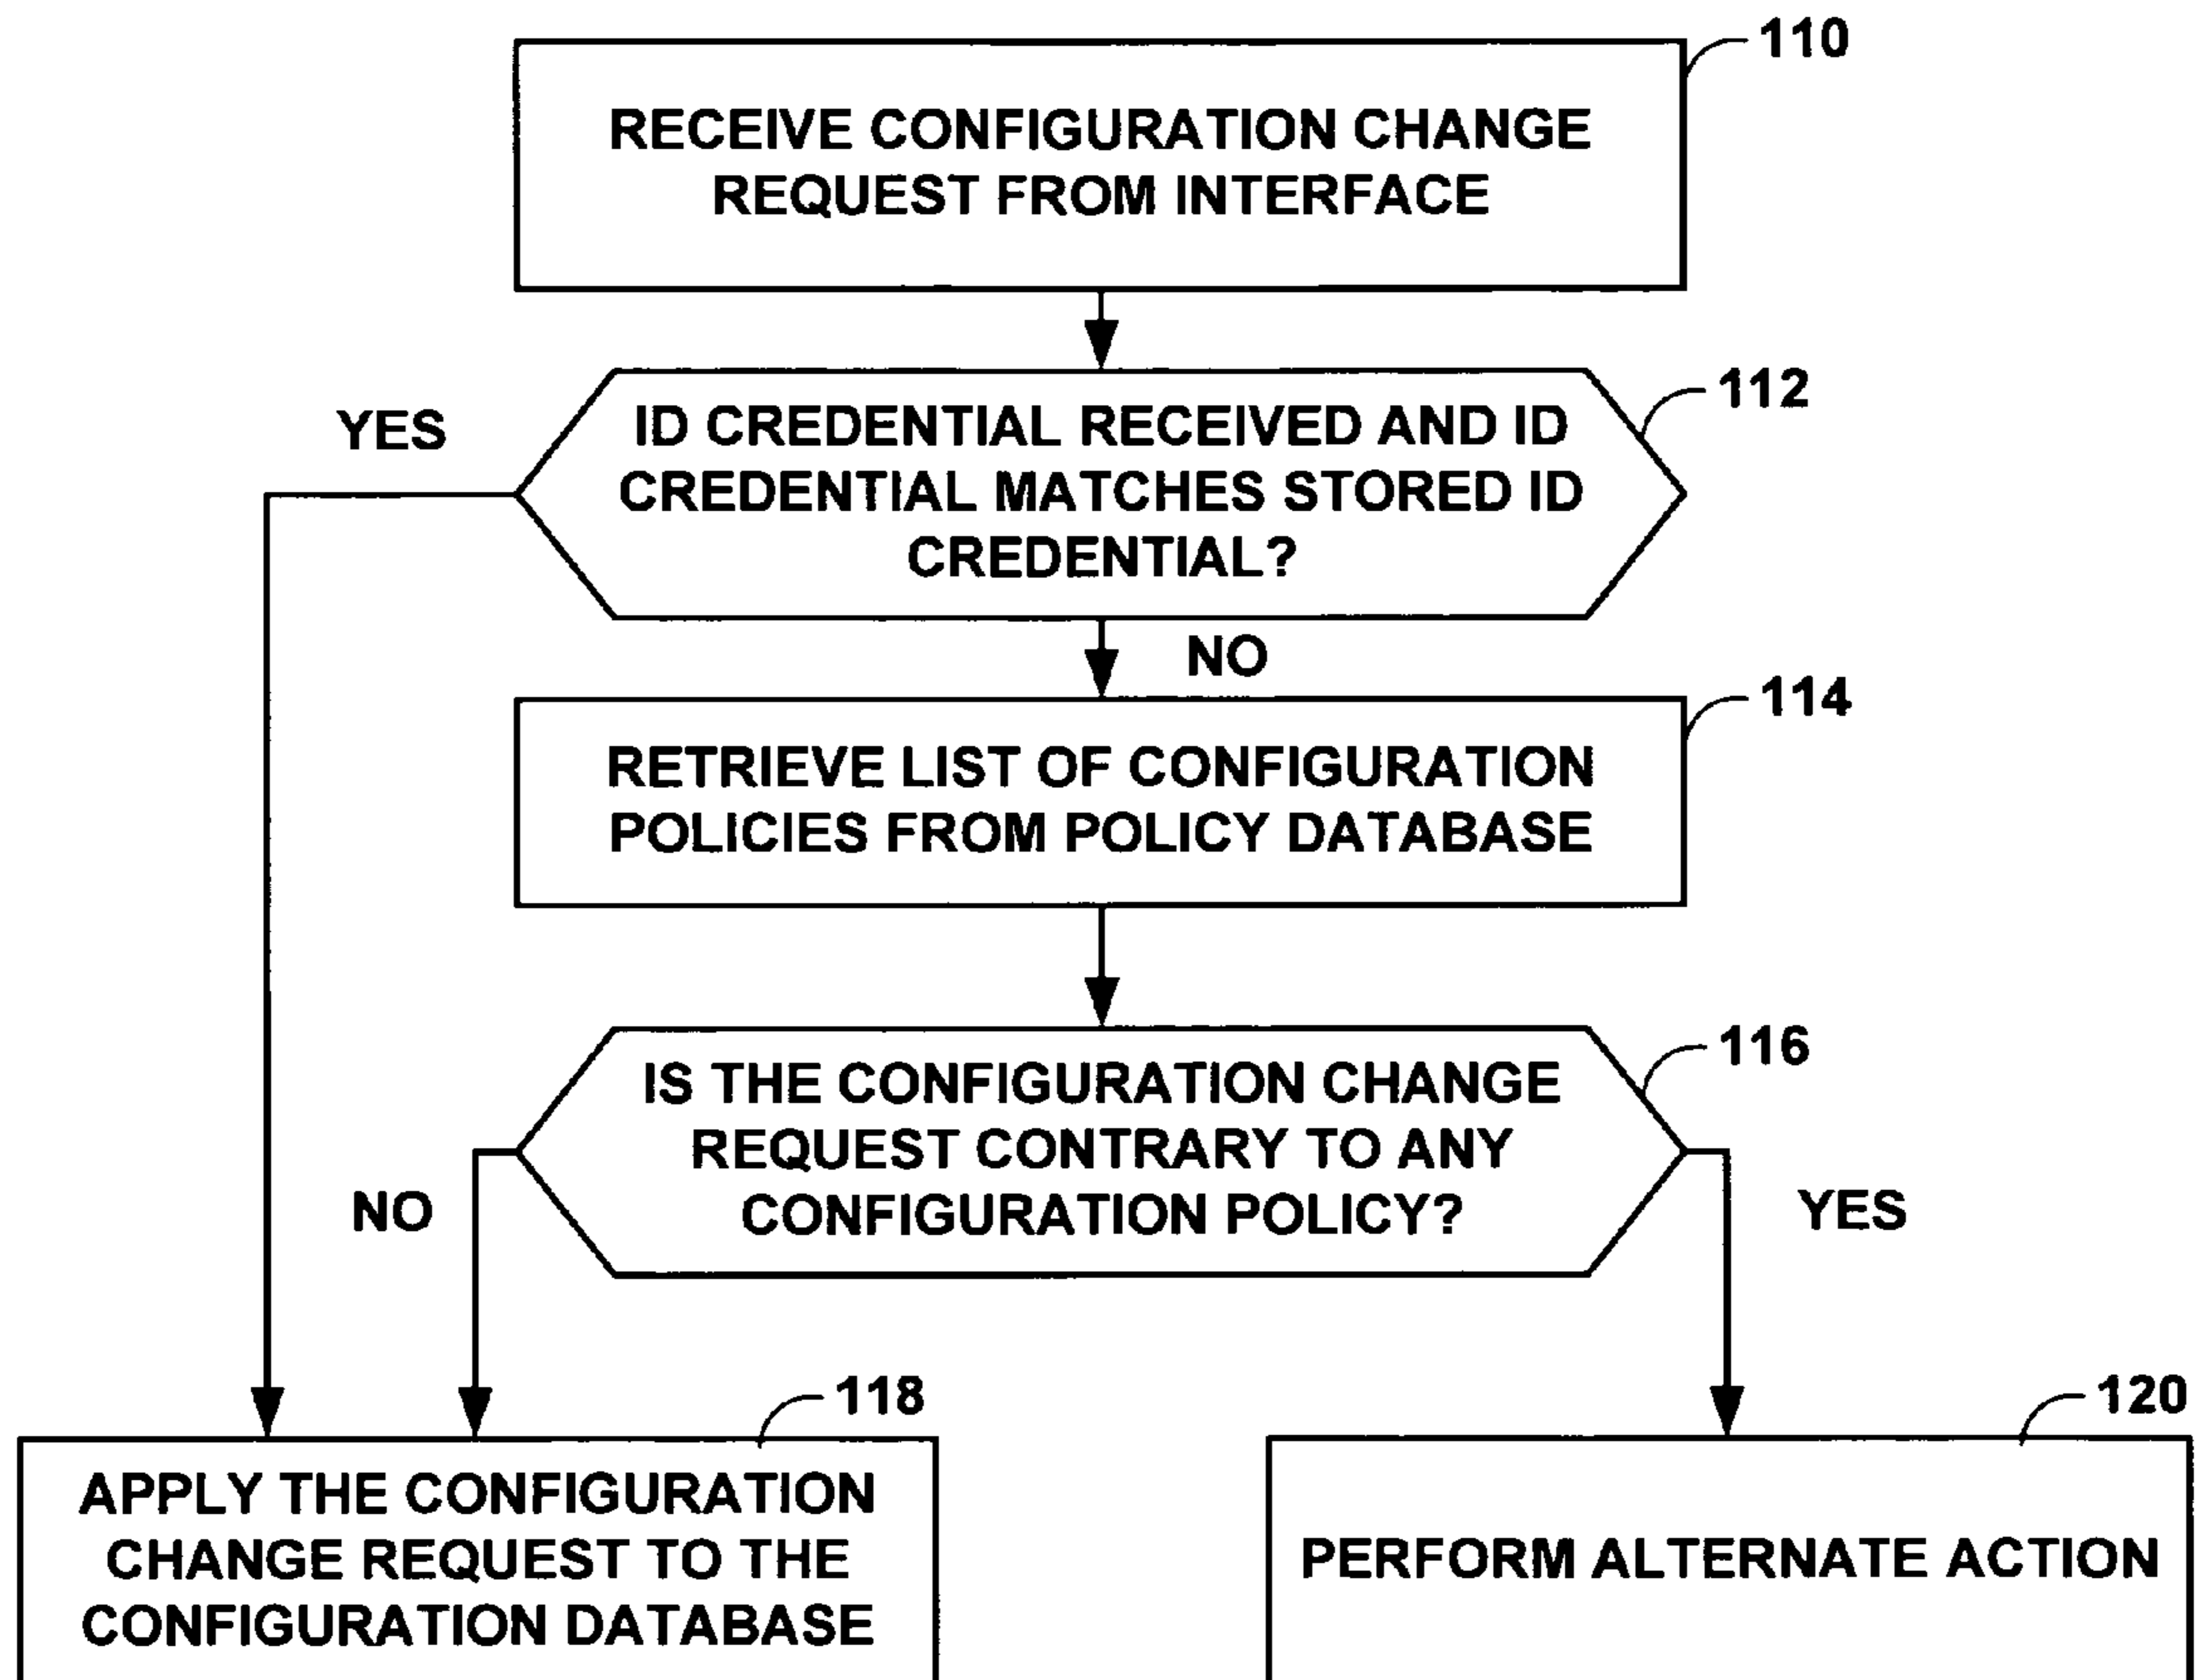 110
RECEIVE CONFIGURATION CHANGE
REQUEST FROM INTERFACE
112
YES
ID CREDENTIAL RECEIVED AND ID
CREDENTIAL MATCHES STORED ID
CREDENTIAL?
NO
114
RETRIEVE LIST OF CONFIGURATION
POLICIES FROM POLICY DATABASE
116
IS THE CONFIGURATION CHANGE
REQUEST CONTRARY TO ANY
CONFIGURATION POLICY?
NO
YES
118
120
APPLY THE CONFIGURATION
CHANGE REQUEST TO THE
CONFIGURATION DATABASE
PERFORM ALTERNATE ACTION